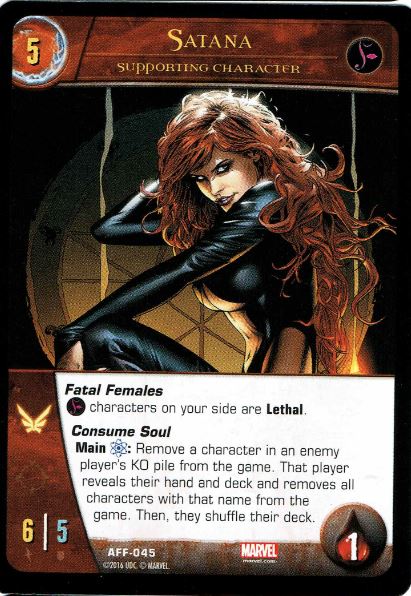 5
SATANA
SUPPORTING CHARACTER
Fatal Females
characters on your side are Lethal.
Consume Soul
Main : Remove a character in an enemy
player's KO pile from the game. That player
reveals their hand and deck and removes all
characters with that name from the
game. Then, they shuffle their deck.
6 | 5
AFF-045
©2016 UDC. © MARVEL.
MARVEL
marvel.com
1